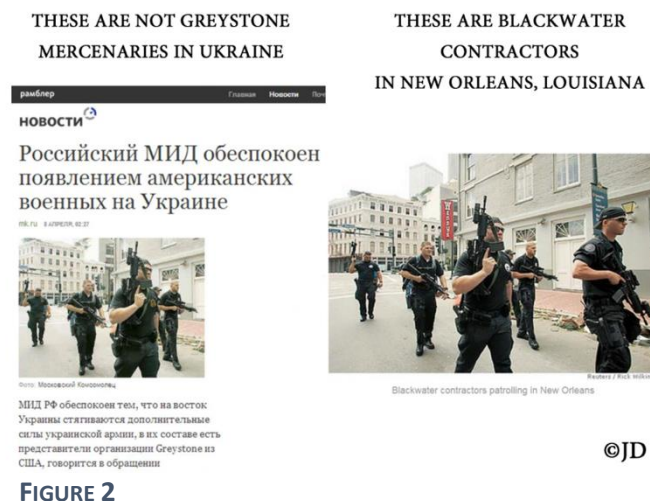 THESE ARE NOT GREYSTONE
MERCENARIES IN UKRAINE
рамблер
Главная Новости
НОВОСТИ
Российский МИД обеспокоен
появлением американских
военных на Украине
mk.ru 8 АПРЕЛЯ, 02:27
Фото: Московский Комсомолец
МИД РФ обеспокоен тем, что на восток
Украины стягиваются дополнительные
силы украинской армии, в их составе есть
представители организации Greystone из
США, говорится в обращении
FIGURE 2
THESE ARE BLACKWATER
CONTRACTORS
IN NEW ORLEANS, LOUISIANA
Reuters / Rick Wilkin
Blackwater contractors patrolling in New Orleans
©JD